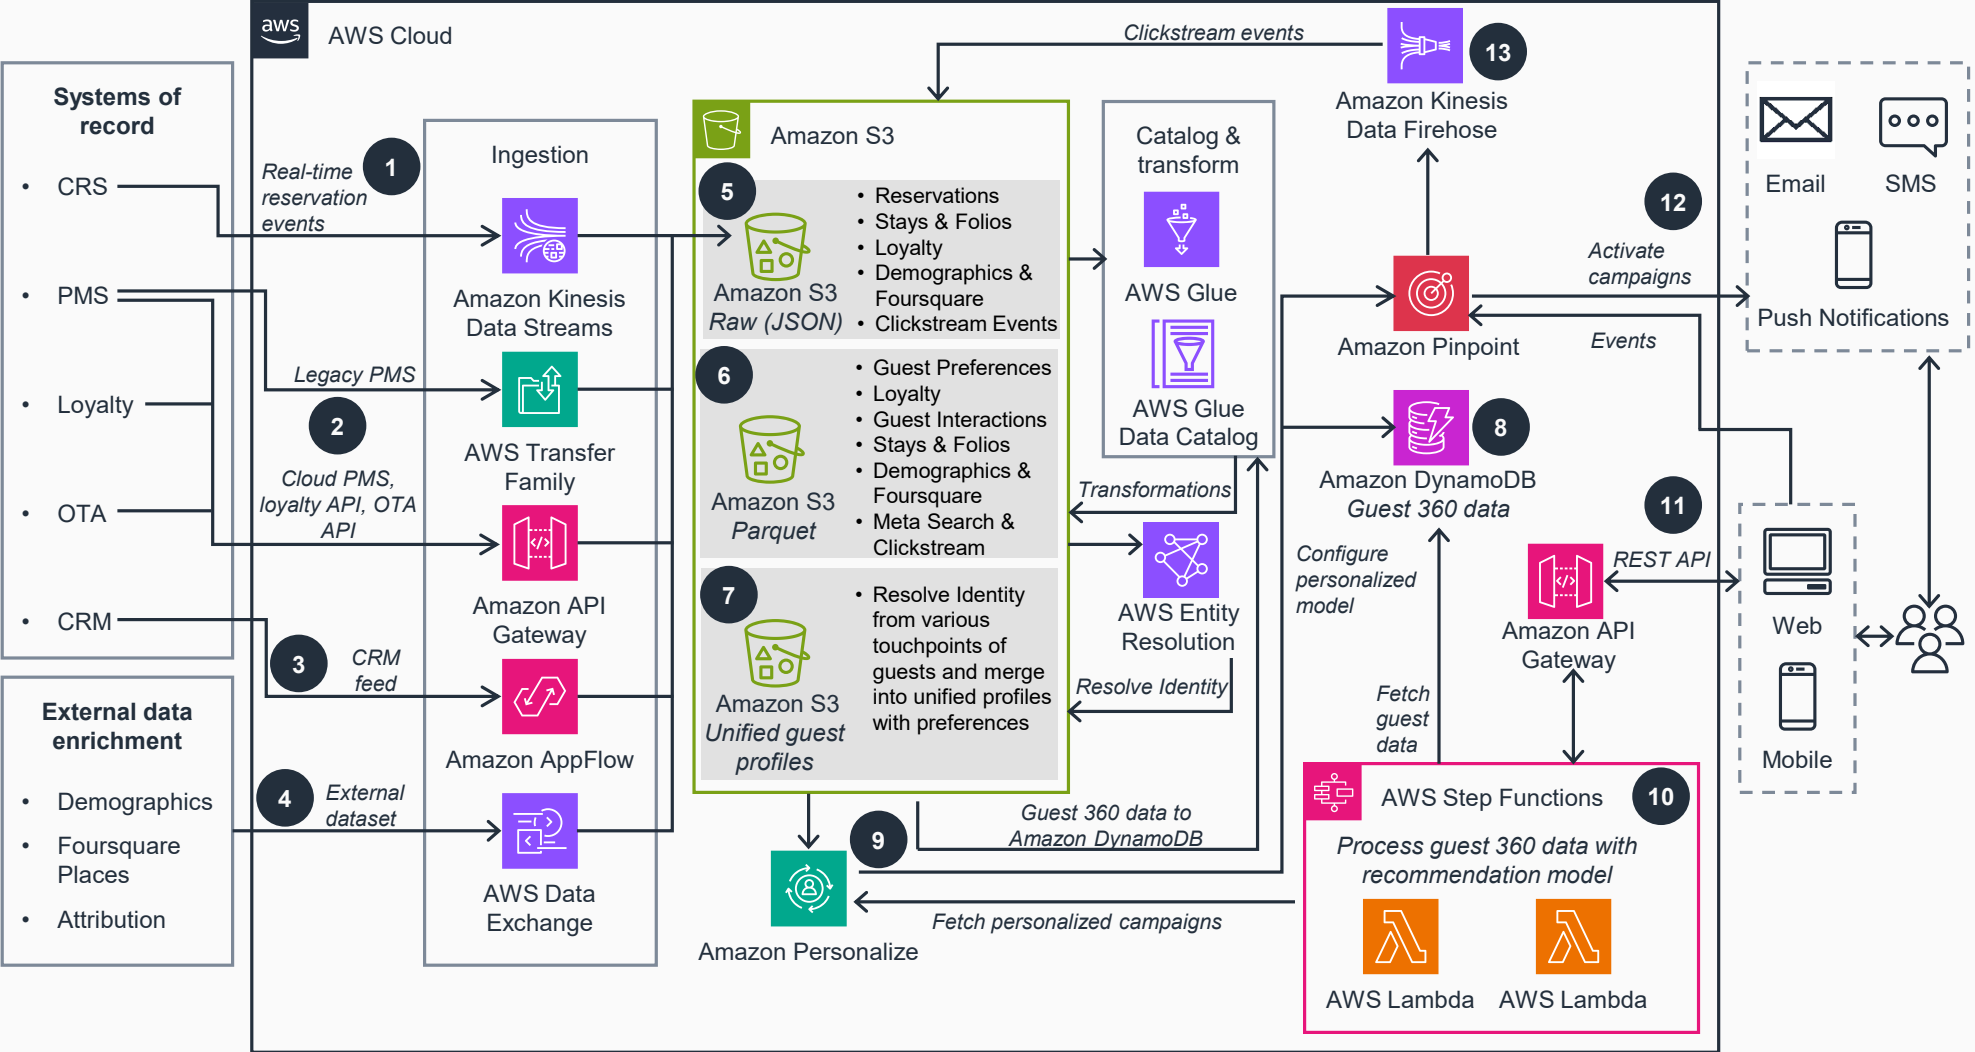 aws
AWS Cloud
Systems of
record
• CRS
• PMS
• Loyalty
• OTA
• CRM
External data
enrichment
• Demographics
• Foursquare
Places
• Attribution
Real-time
reservation
events
1
Legacy PMS
2
Cloud PMS,
loyalty API, OTA
API
3
CRM
feed
4
External
dataset
Ingestion
Amazon Kinesis
Data Streams
AWS Transfer
Family
Amazon API
Gateway
Amazon AppFlow
AWS Data
Exchange
Amazon S3
5
Amazon S3
Raw (JSON)
• Reservations
• Stays & Folios
• Loyalty
• Demographics &
Foursquare
• Clickstream Events
6
Amazon S3
Parquet
• Guest Preferences
• Loyalty
• Guest Interactions
• Stays & Folios
• Demographics &
Foursquare
• Meta Search &
Clickstream
7
Amazon S3
Unified guest
profiles
• Resolve Identity
from various
touchpoints of
guests and merge
into unified profiles
with preferences
Catalog &
transform
AWS Glue
AWS Glue
Data Catalog
Transformations
AWS Entity
Resolution
Resolve Identity
Guest 360 data to
Amazon DynamoDB
9
Amazon Personalize
Fetch personalized campaigns
Clickstream events
13
Amazon Kinesis
Data Firehose
Amazon Pinpoint
8
Amazon DynamoDB
Guest 360 data
Configure
personalized
model
Fetch
guest
data
12
Activate
campaigns
Events
11
REST API
Amazon API
Gateway
AWS Step Functions
10
Process guest 360 data with
recommendation model
AWS Lambda
AWS Lambda
Email
SMS
Push Notifications
Web
Mobile